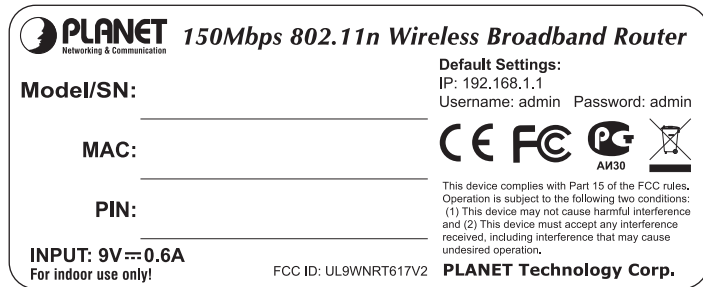 PLANET
Networking & Communication
150Mbps 802.11n Wireless Broadband Router
Default Settings:
IP: 192.168.1.1
Username: admin Password: admin
Model/SN:
MAC:
PIN:
CE FC PG
АИ30
This device complies with Part 15 of the FCC rules.
Operation is subject to the following two conditions:
(1) This device may not cause harmful interference
and (2) This device must accept any interference
received, including interference that may cause
undesired operation.
INPUT: 9V⎓0.6A
For indoor use only!
FCC ID: UL9WNRT617V2
PLANET Technology Corp.